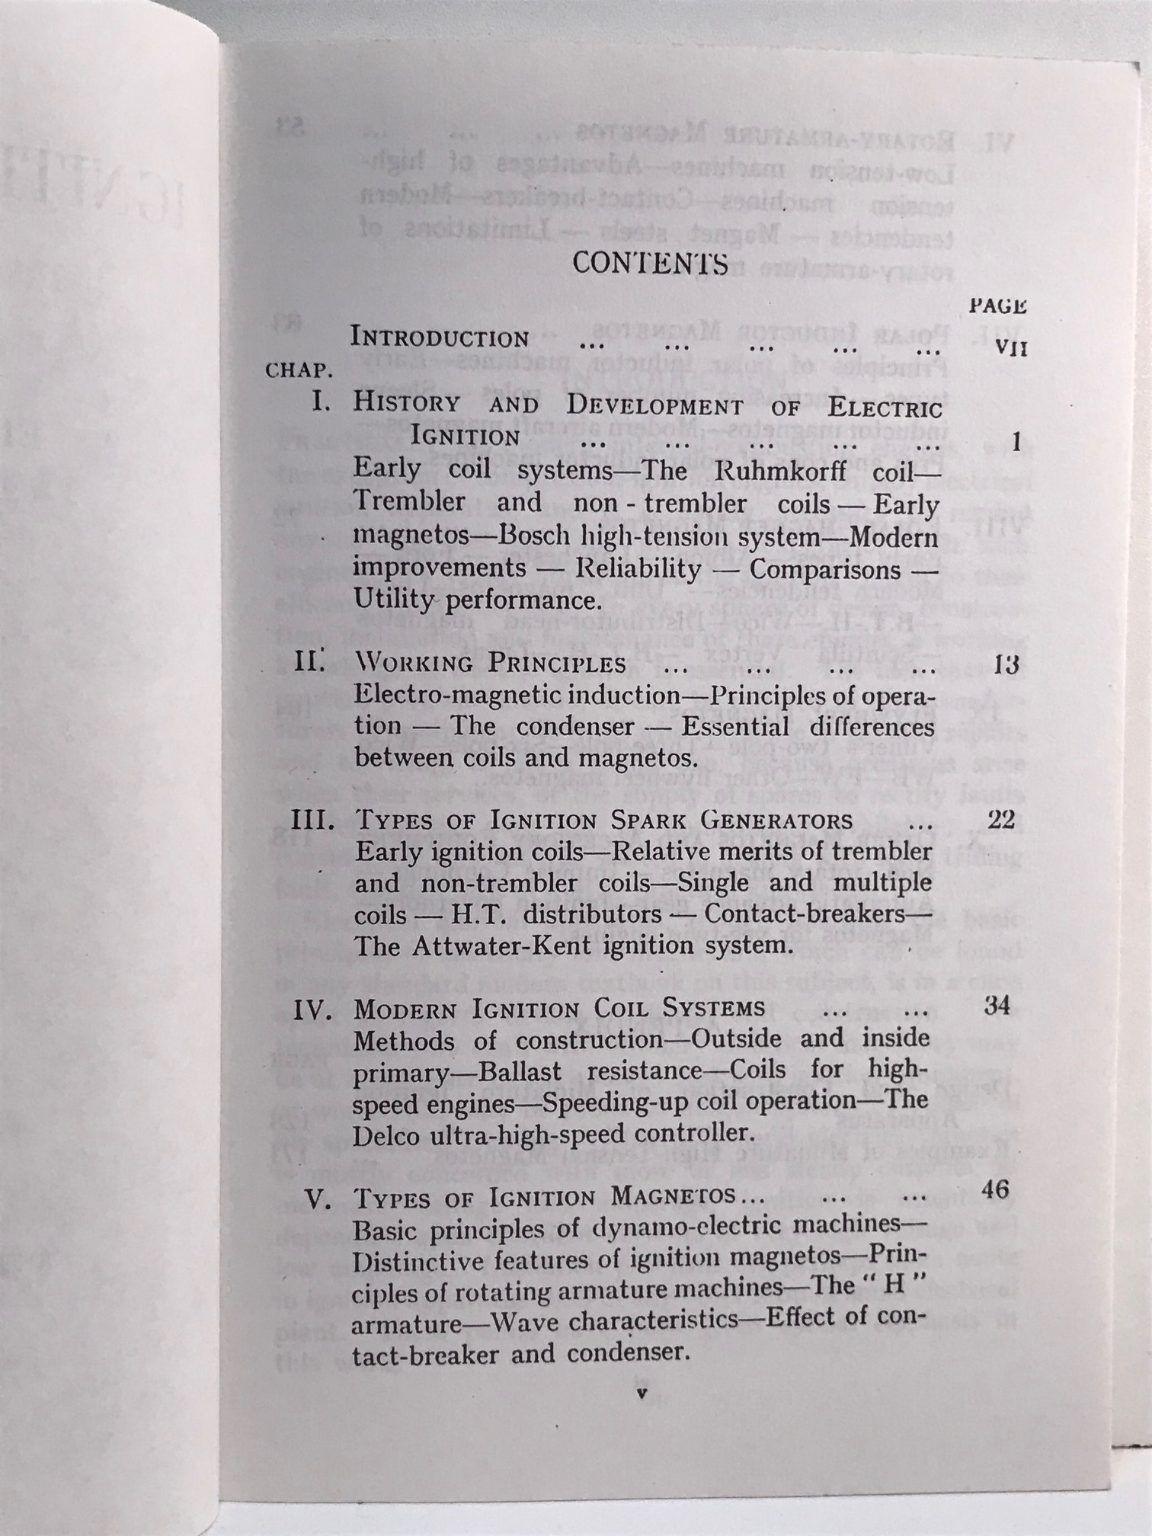 CONTENTS
PAGE
INTRODUCTION ... ... ... ... ... VII
CHAP.
I. HISTORY AND DEVELOPMENT OF ELECTRIC
IGNITION ... ... ... ... ... 1
Early coil systems—The Ruhmkorff coil—
Trembler and non-trembler coils — Early
magnetos—Bosch high-tension system—Modern
improvements — Reliability — Comparisons —
Utility performance.
II. WORKING PRINCIPLES ... ... ... ... 13
Electro-magnetic induction—Principles of opera-
tion — The condenser — Essential differences
between coils and magnetos.
III. TYPES OF IGNITION SPARK GENERATORS ... 22
Early ignition coils—Relative merits of trembler
and non-trembler coils—Single and multiple
coils — H.T. distributors — Contact-breakers—
The Attwater-Kent ignition system.
IV. MODERN IGNITION COIL SYSTEMS ... ... 34
Methods of construction—Outside and inside
primary—Ballast resistance—Coils for high-
speed engines—Speeding-up coil operation—The
Delco ultra-high-speed controller.
V. TYPES OF IGNITION MAGNETOS... ... ... 46
Basic principles of dynamo-electric machines—
Distinctive features of ignition magnetos—Prin-
ciples of rotating armature machines—The " H "
armature—Wave characteristics—Effect of con-
tact-breaker and condenser.
v